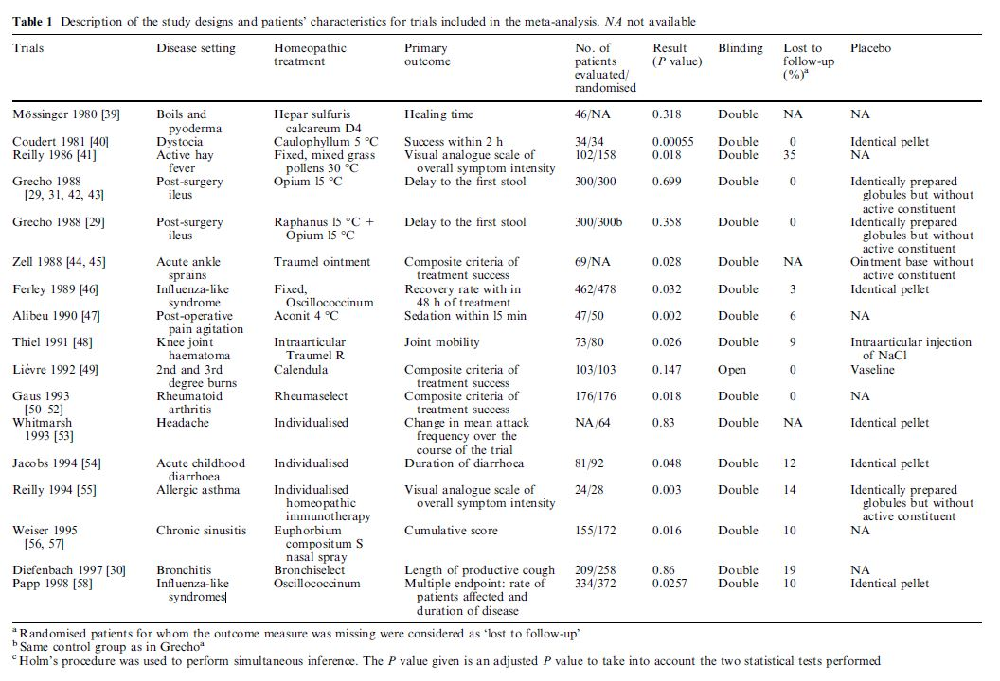 Table 1 Description of the study designs and patients' characteristics for trials included in the meta-analysis. NA not available
Trials Disease setting Homeopathic Primary No. of Result Blinding Lost to Placebo
treatment outcome patients (P value) follow-up
evaluated/ (%)a
randomised
Mössinger 1980 [39] Boils and Hepar sulfuris Healing time 46/NA 0.318 Double NA NA
pyoderma calcareum D4
Coudert 1981 [40] Dystocia Caulophyllum 5 °C Success within 2 h 34/34 0.00055 Double 0 Identical pellet
Reilly 1986 [41] Active hay Fixed, mixed grass Visual analogue scale of 102/158 0.018 Double 35 NA
fever pollens 30 °C overall symptom intensity
Grecho 1988 Post-surgery Opium l5 °C Delay to the first stool 300/300 0.699 Double 0 Identically prepared
[29, 31, 42, 43] ileus globules but without
active constituent
Grecho 1988 [29] Post-surgery Raphanus l5 °C + Delay to the first stool 300/300b 0.358 Double 0 Identically prepared
ileus Opium l5 °C globules but without
active constituent
Zell 1988 [44, 45] Acute ankle Traumel ointment Composite criteria of 69/NA 0.028 Double NA Ointment base without
sprains treatment success active constituent
Ferley 1989 [46] Influenza-like Fixed, Recovery rate with in 462/478 0.032 Double 3 Identical pellet
syndrome Oscillococcinum 48 h of treatment
Alibeu 1990 [47] Post-operative Aconit 4 °C Sedation within l5 min 47/50 0.002 Double 6 NA
pain agitation
Thiel 1991 [48] Knee joint Intraarticular Joint mobility 73/80 0.026 Double 9 Intraarticular injection
haematoma Traumel R of NaCl
Lièvre 1992 [49] 2nd and 3rd Calendula Composite criteria of 103/103 0.147 Open 0 Vaseline
degree burns treatment success
Gaus 1993 Rheumatoid Rheumaselect Composite criteria of 176/176 0.018 Double 0 NA
[50–52] arthritis treatment success
Whitmarsh Headache Individualised Change in mean attack NA/64 0.83 Double NA Identical pellet
1993 [53] frequency over the
course of the trial
Jacobs 1994 [54] Acute childhood Individualised Duration of diarrhoea 81/92 0.048 Double 12 Identical pellet
diarrhoea
Reilly 1994 [55] Allergic asthma Individualised Visual analogue scale of 24/28 0.003 Double 14 Identically prepared
homeopathic overall symptom intensity globules but without
immunotherapy active constituent
Weiser 1995 Chronic sinusitis Euphorbium Cumulative score 155/172 0.016 Double 10 NA
[56, 57] compositum S
nasal spray
Diefenbach 1997 [30] Bronchitis Bronchiselect Length of productive cough 209/258 0.86 Double 19 NA
Papp 1998 [58] Influenza-like Oscillococcinum Multiple endpoint: rate of 334/372 0.0257 Double 10 Identical pellet
syndromes patients affected and
duration of disease
a Randomised patients for whom the outcome measure was missing were considered as 'lost to follow-up'
b Same control group as in Grechoa
c Holm's procedure was used to perform simultaneous inference. The P value given is an adjusted P value to take into account the two statistical tests performed